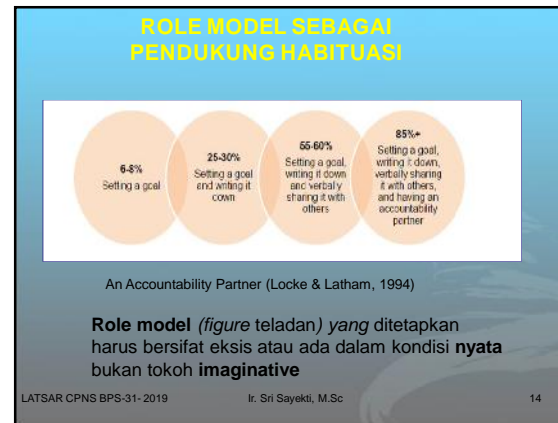 ROLE MODEL SEBAGAI
PENDUKUNG HABITUASI
6-8%
Setting a goal
25-30%
Setting a goal
and writing it
down
55-60%
Setting a goal,
writing it down
and verbally
sharing it with
others
85%+
Setting a goal,
writing it down,
verbally sharing
it with others,
and having an
accountability
partner
An Accountability Partner (Locke & Latham, 1994)
Role model (figure teladan) yang ditetapkan
harus bersifat eksis atau ada dalam kondisi nyata
bukan tokoh imaginative
LATSAR CPNS BPS-31- 2019
Ir. Sri Sayekti, M.Sc
14